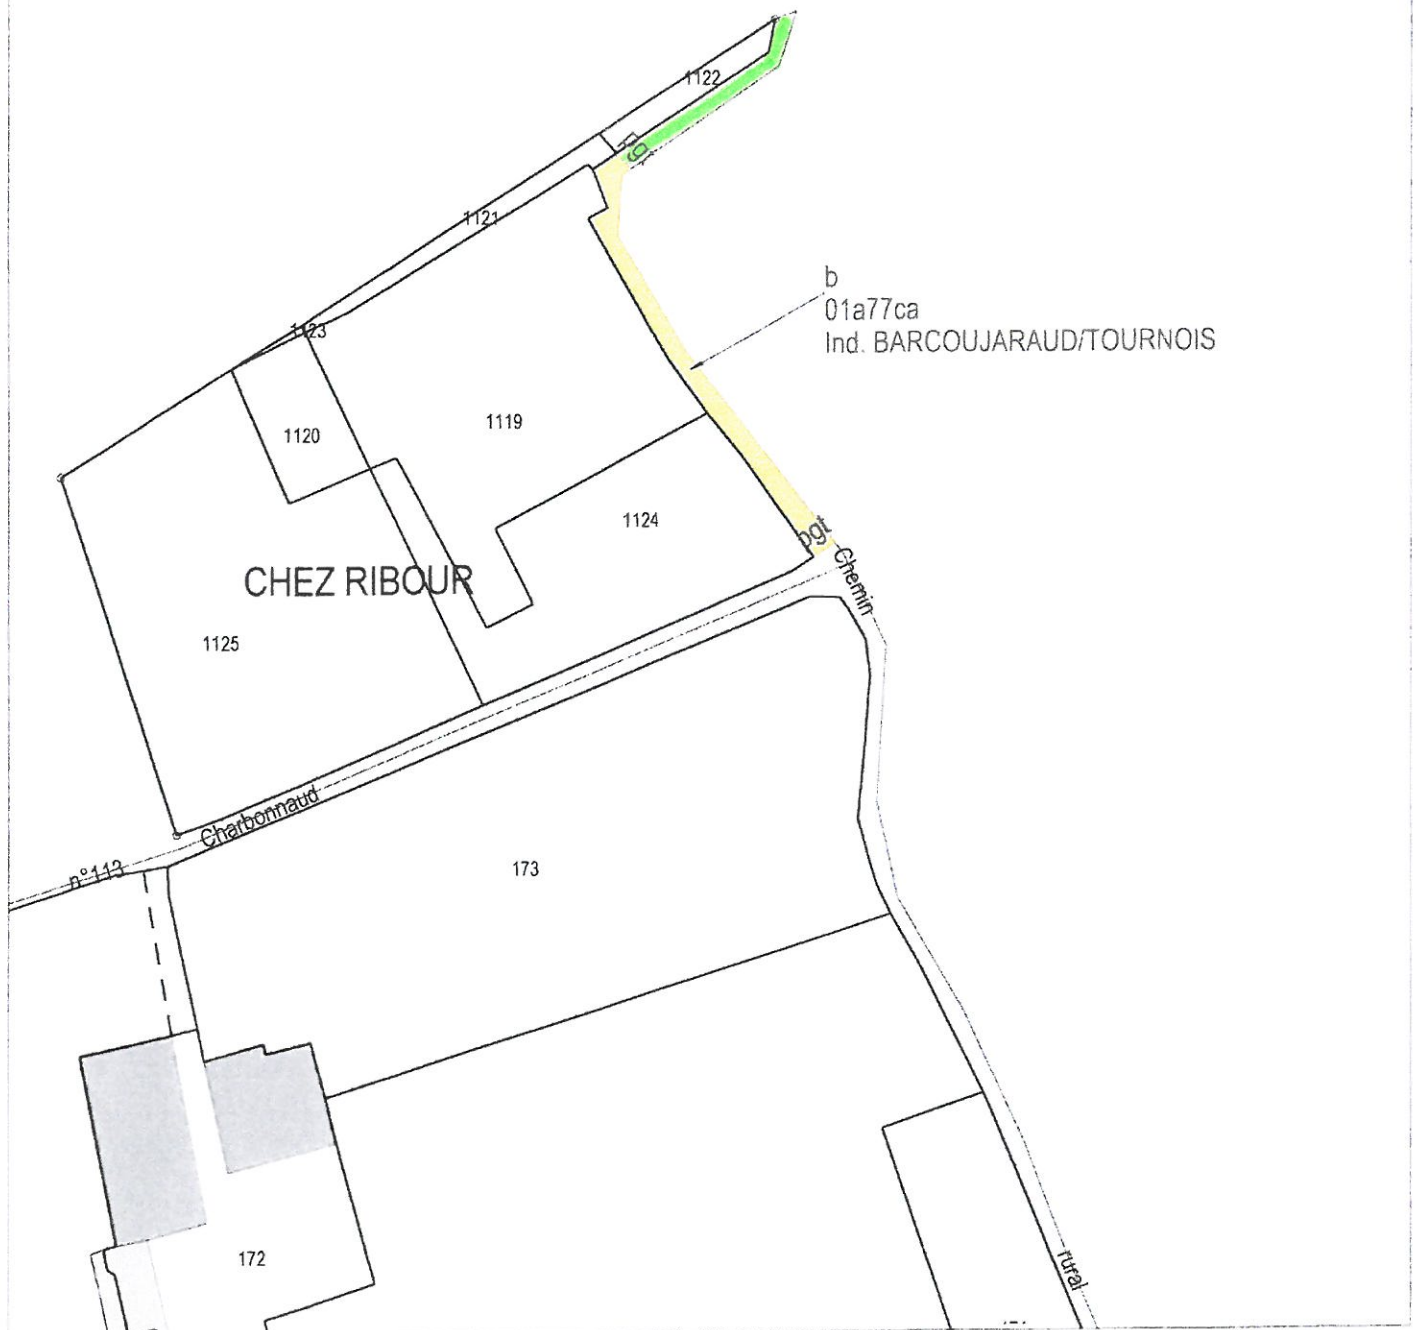 1122
pgt
1121
b
01a77ca
Ind. BARCOUJARAUD/TOURNOIS
1123
1119
1120
1124
pgt
Chemin
CHEZ RIBOUR
1125
Charbonnaud
n°113
173
172
rural